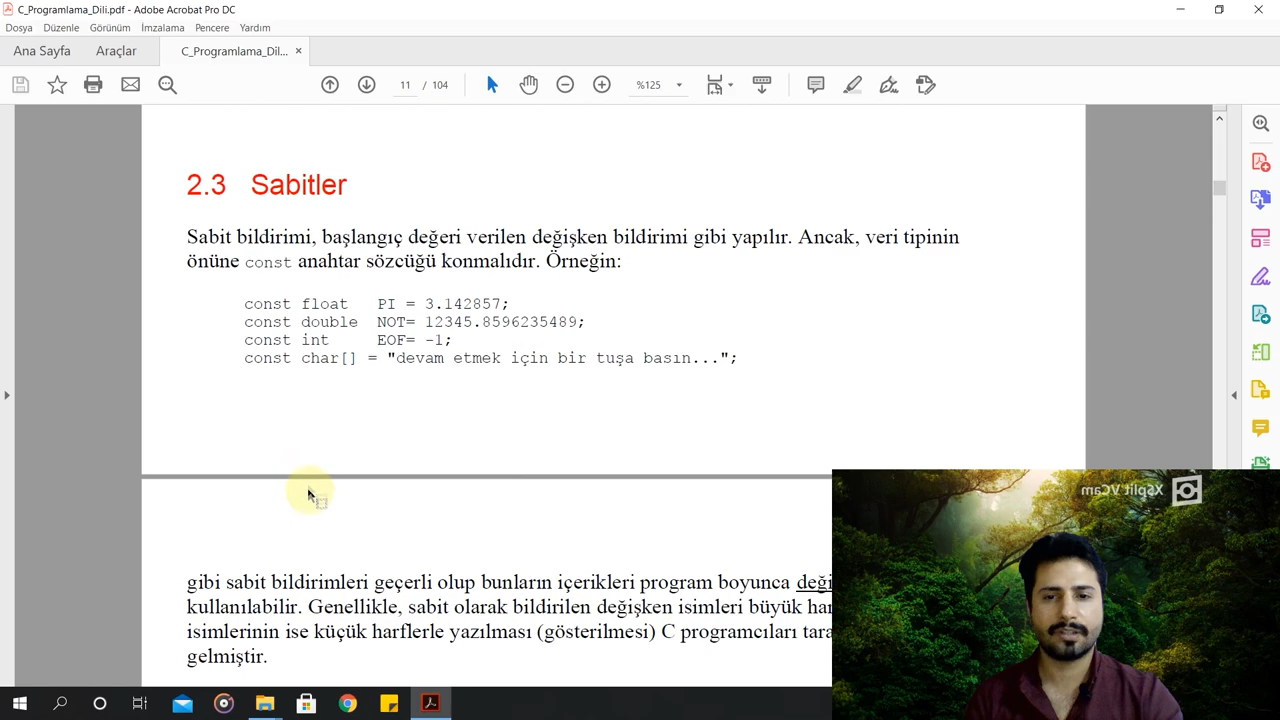 C_Programlama_Dili.pdf - Adobe Acrobat Pro DC
Dosya Düzenle Görünüm İmzalama Pencere Yardım
Ana Sayfa Araçlar C_Programlama_Dil... ×
11 / 104 %125
2.3 Sabitler
Sabit bildirimi, başlangıç değeri verilen değişken bildirimi gibi yapılır. Ancak, veri tipinin
önüne const anahtar sözcüğü konmalıdır. Örneğin:
const float PI = 3.142857;
const double NOT= 12345.8596235489;
const int EOF= -1;
const char[] = "devam etmek için bir tuşa basın...";
XSplit VCam
gibi sabit bildirimleri geçerli olup bunların içerikleri program boyunca
kullanılabilir. Genellikle, sabit olarak bildirilen değişken isimleri büyük
isimlerinin ise küçük harflerle yazılması (gösterilmesi) C programcıları
gelmiştir.